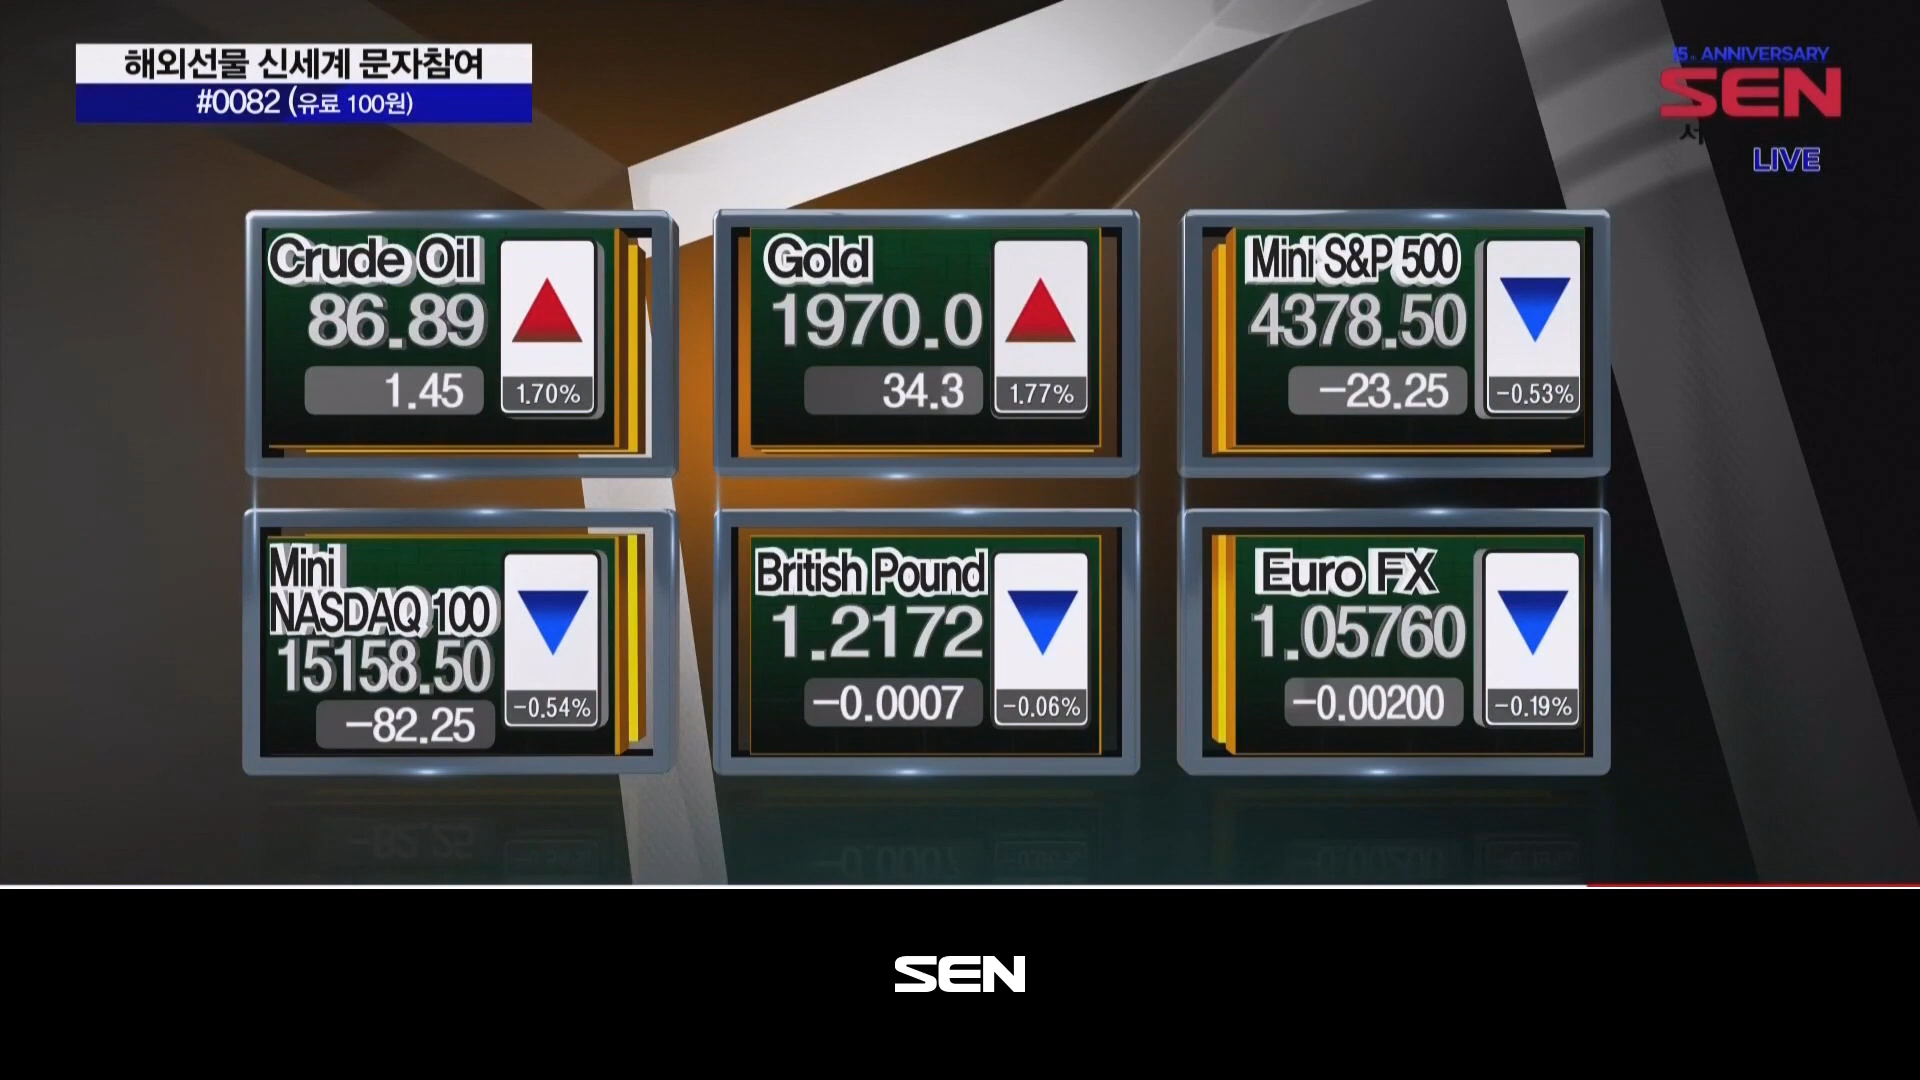 해외선물 신세계 문자참여
#0082 (유료 100원)
15th ANNIVERSARY
SEN
서
LIVE
Crude Oil
86.89
1.45
1.70%
Gold
1970.0
34.3
1.77%
Mini S&P 500
4378.50
-23.25
-0.53%
Mini
NASDAQ 100
15158.50
-82.25
-0.54%
British Pound
1.2172
-0.0007
-0.06%
Euro FX
1.05760
-0.00200
-0.19%
SEN